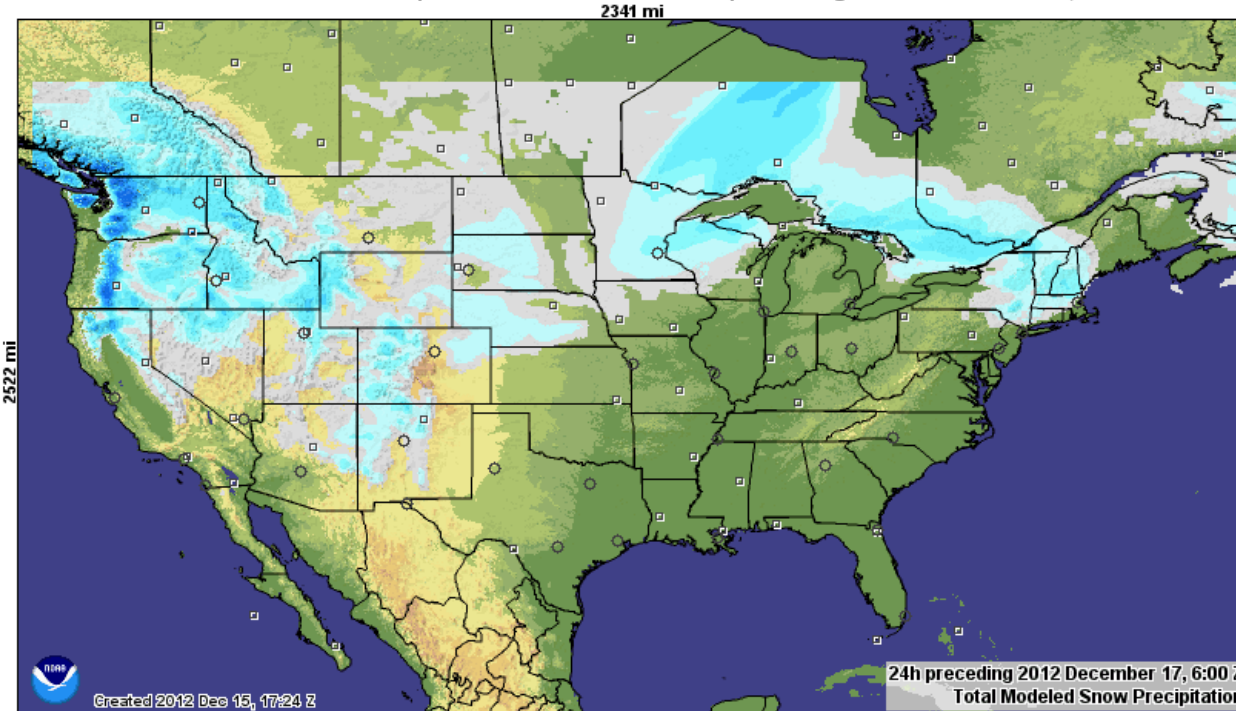 2341 mi
2522 mi
NOAA
Created 2012 Dec 15, 17:24 Z
24h preceding 2012 December 17, 6:00 Z
Total Modeled Snow Precipitation